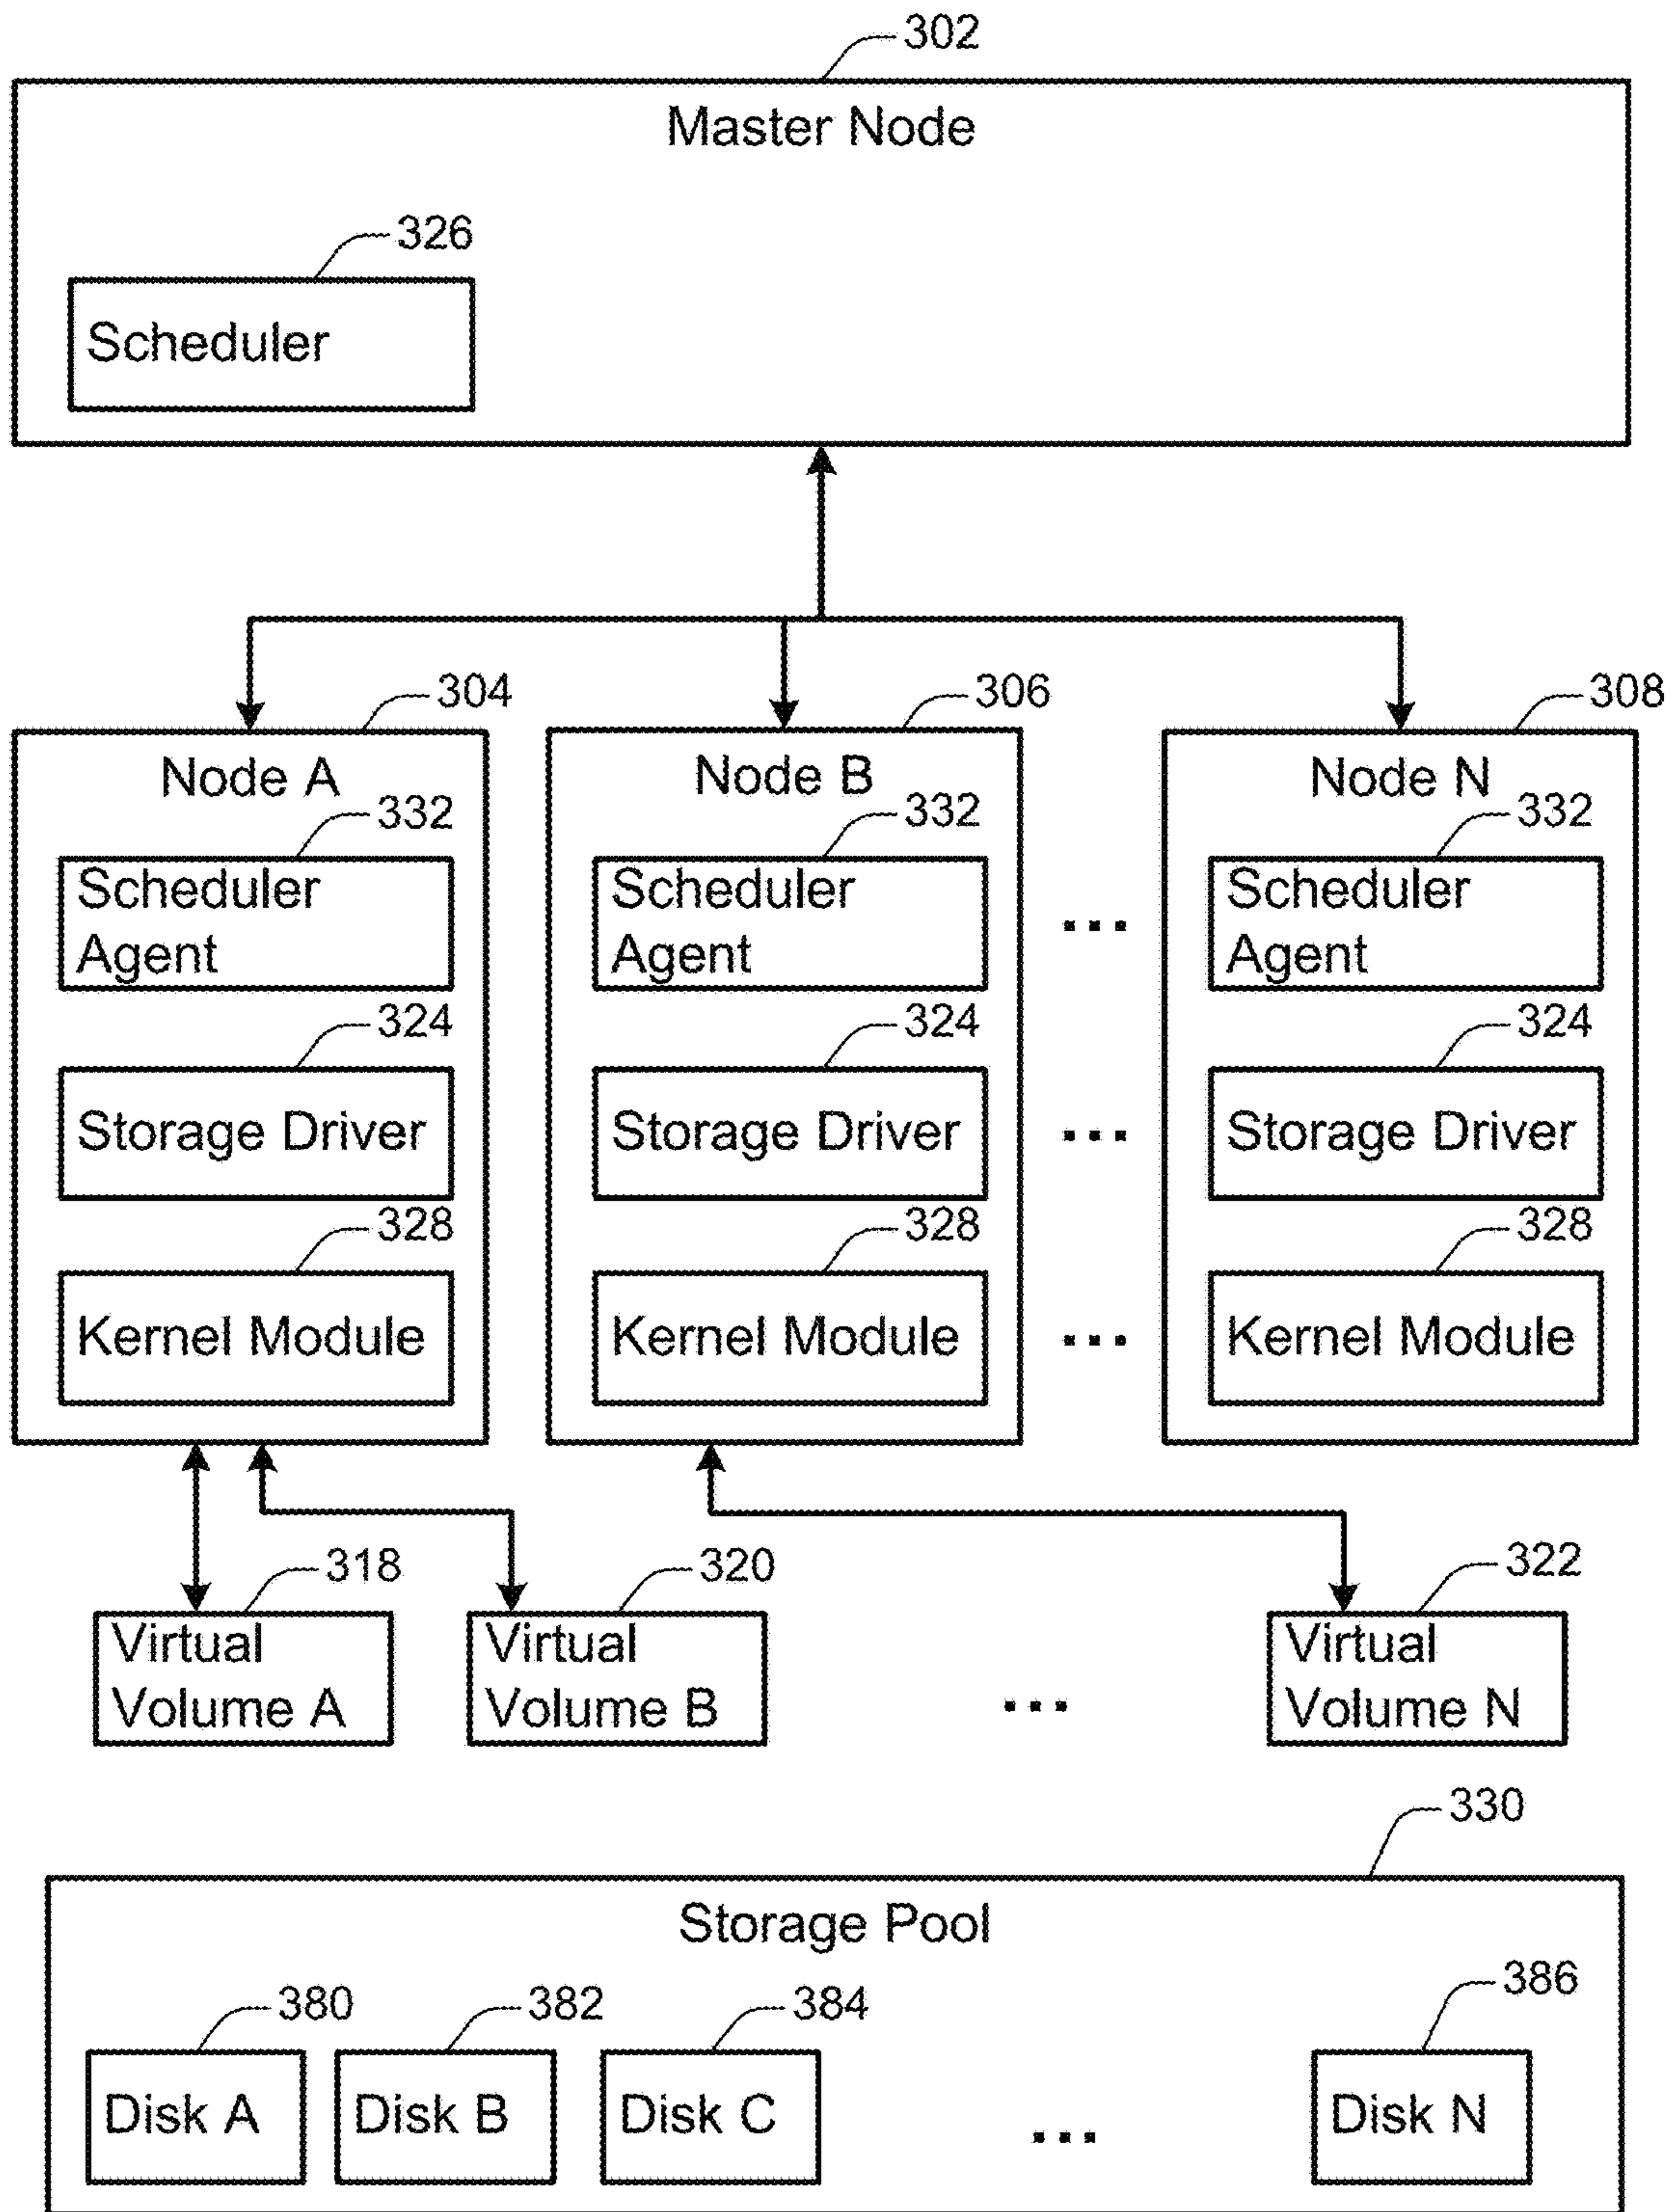 302
Master Node
326
Scheduler
304
306
308
Node A
Node B
Node N
332
332
332
Scheduler
Agent
Scheduler
Agent
...
Scheduler
Agent
324
324
324
Storage Driver
Storage Driver
...
Storage Driver
328
328
328
Kernel Module
Kernel Module
...
Kernel Module
318
320
322
Virtual
Volume A
Virtual
Volume B
...
Virtual
Volume N
330
Storage Pool
380
382
384
386
Disk A
Disk B
Disk C
...
Disk N